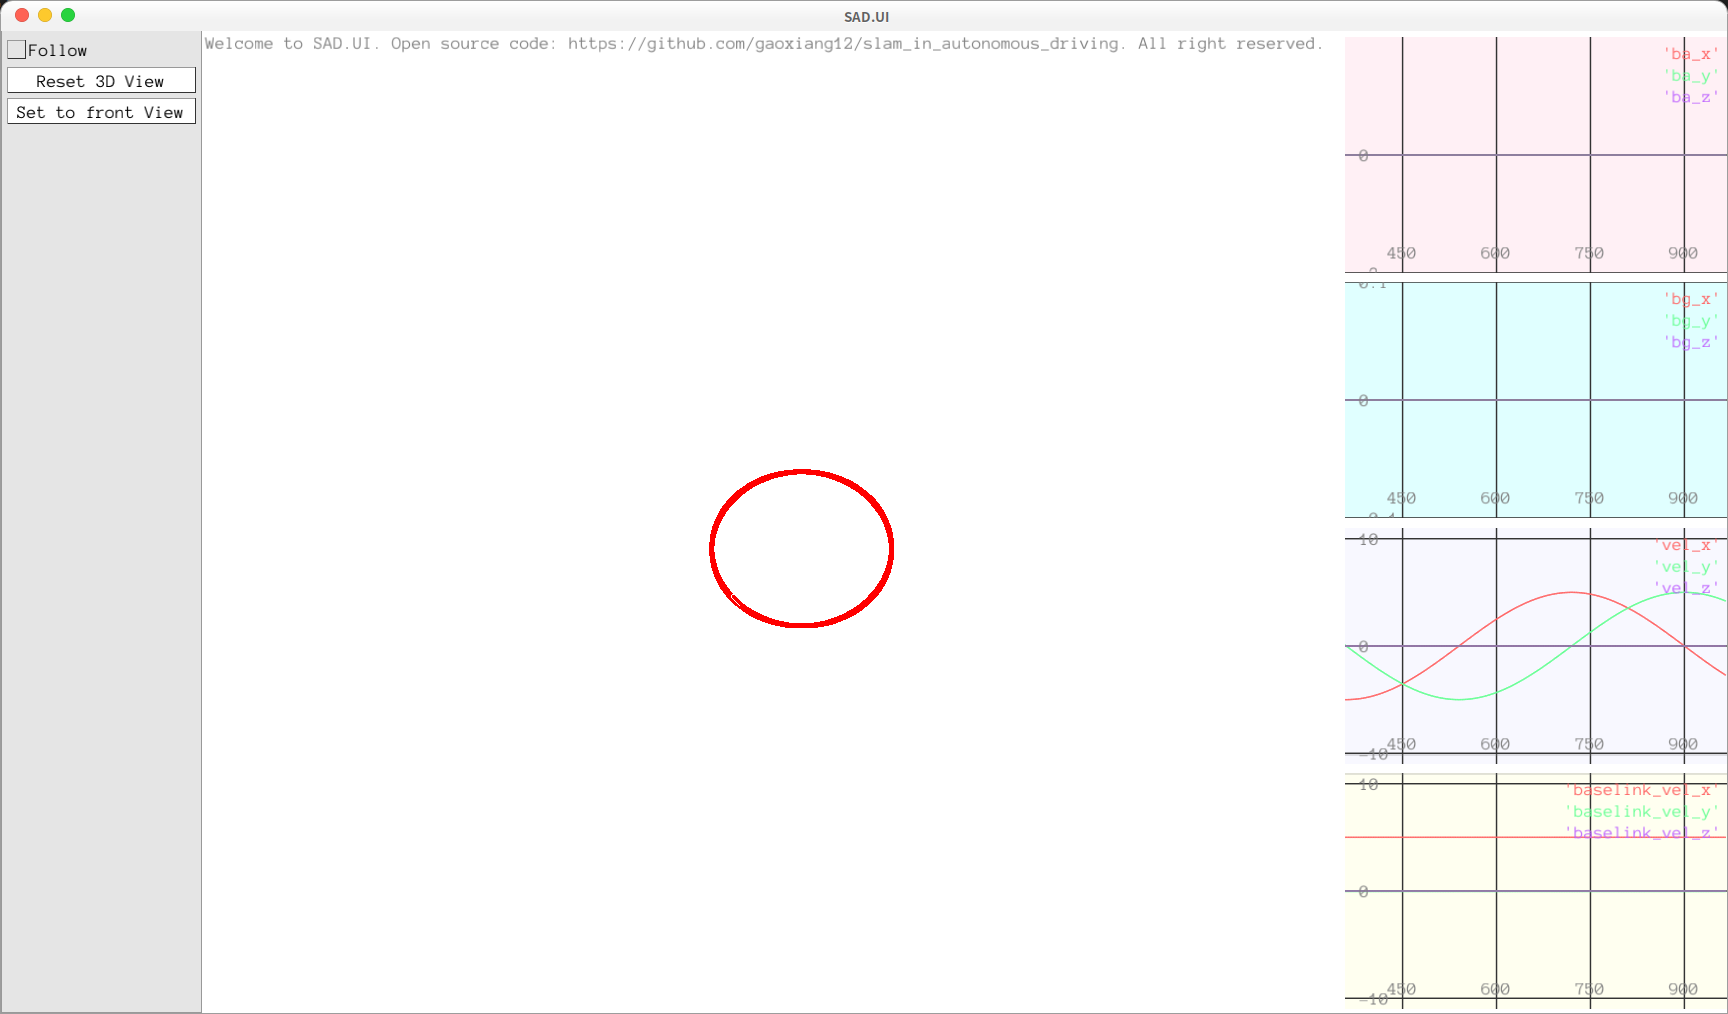 SAD.UI
Follow
Reset 3D View
Set to front View
Welcome to SAD.UI. Open source code: https://github.com/gaoxiang12/slam_in_autonomous_driving. All right reserved.
'ba_x'
'ba_y'
'ba_z'
0
450 600 750 900
0.1
'bg_x'
'bg_y'
'bg_z'
0
450 600 750 900
10
'vel_x'
'vel_y'
'vel_z'
0
450 600 750 900
-10
10
'baselink_vel_x'
'baselink_vel_y'
'baselink_vel_z'
0
450 600 750 900
-10